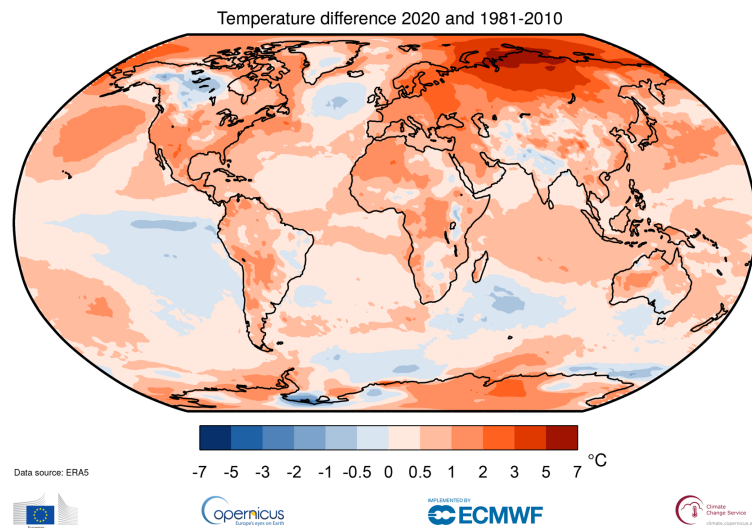 Temperature difference 2020 and 1981-2010
-7 -5 -3 -2 -1 -0.5 0 0.5 1 2 3 5 7 °C
Data source: ERA5
opernicus
Europe's eyes on Earth
IMPLEMENTED BY
ECMWF
Climate
Change Service
climate.copernicus.eu